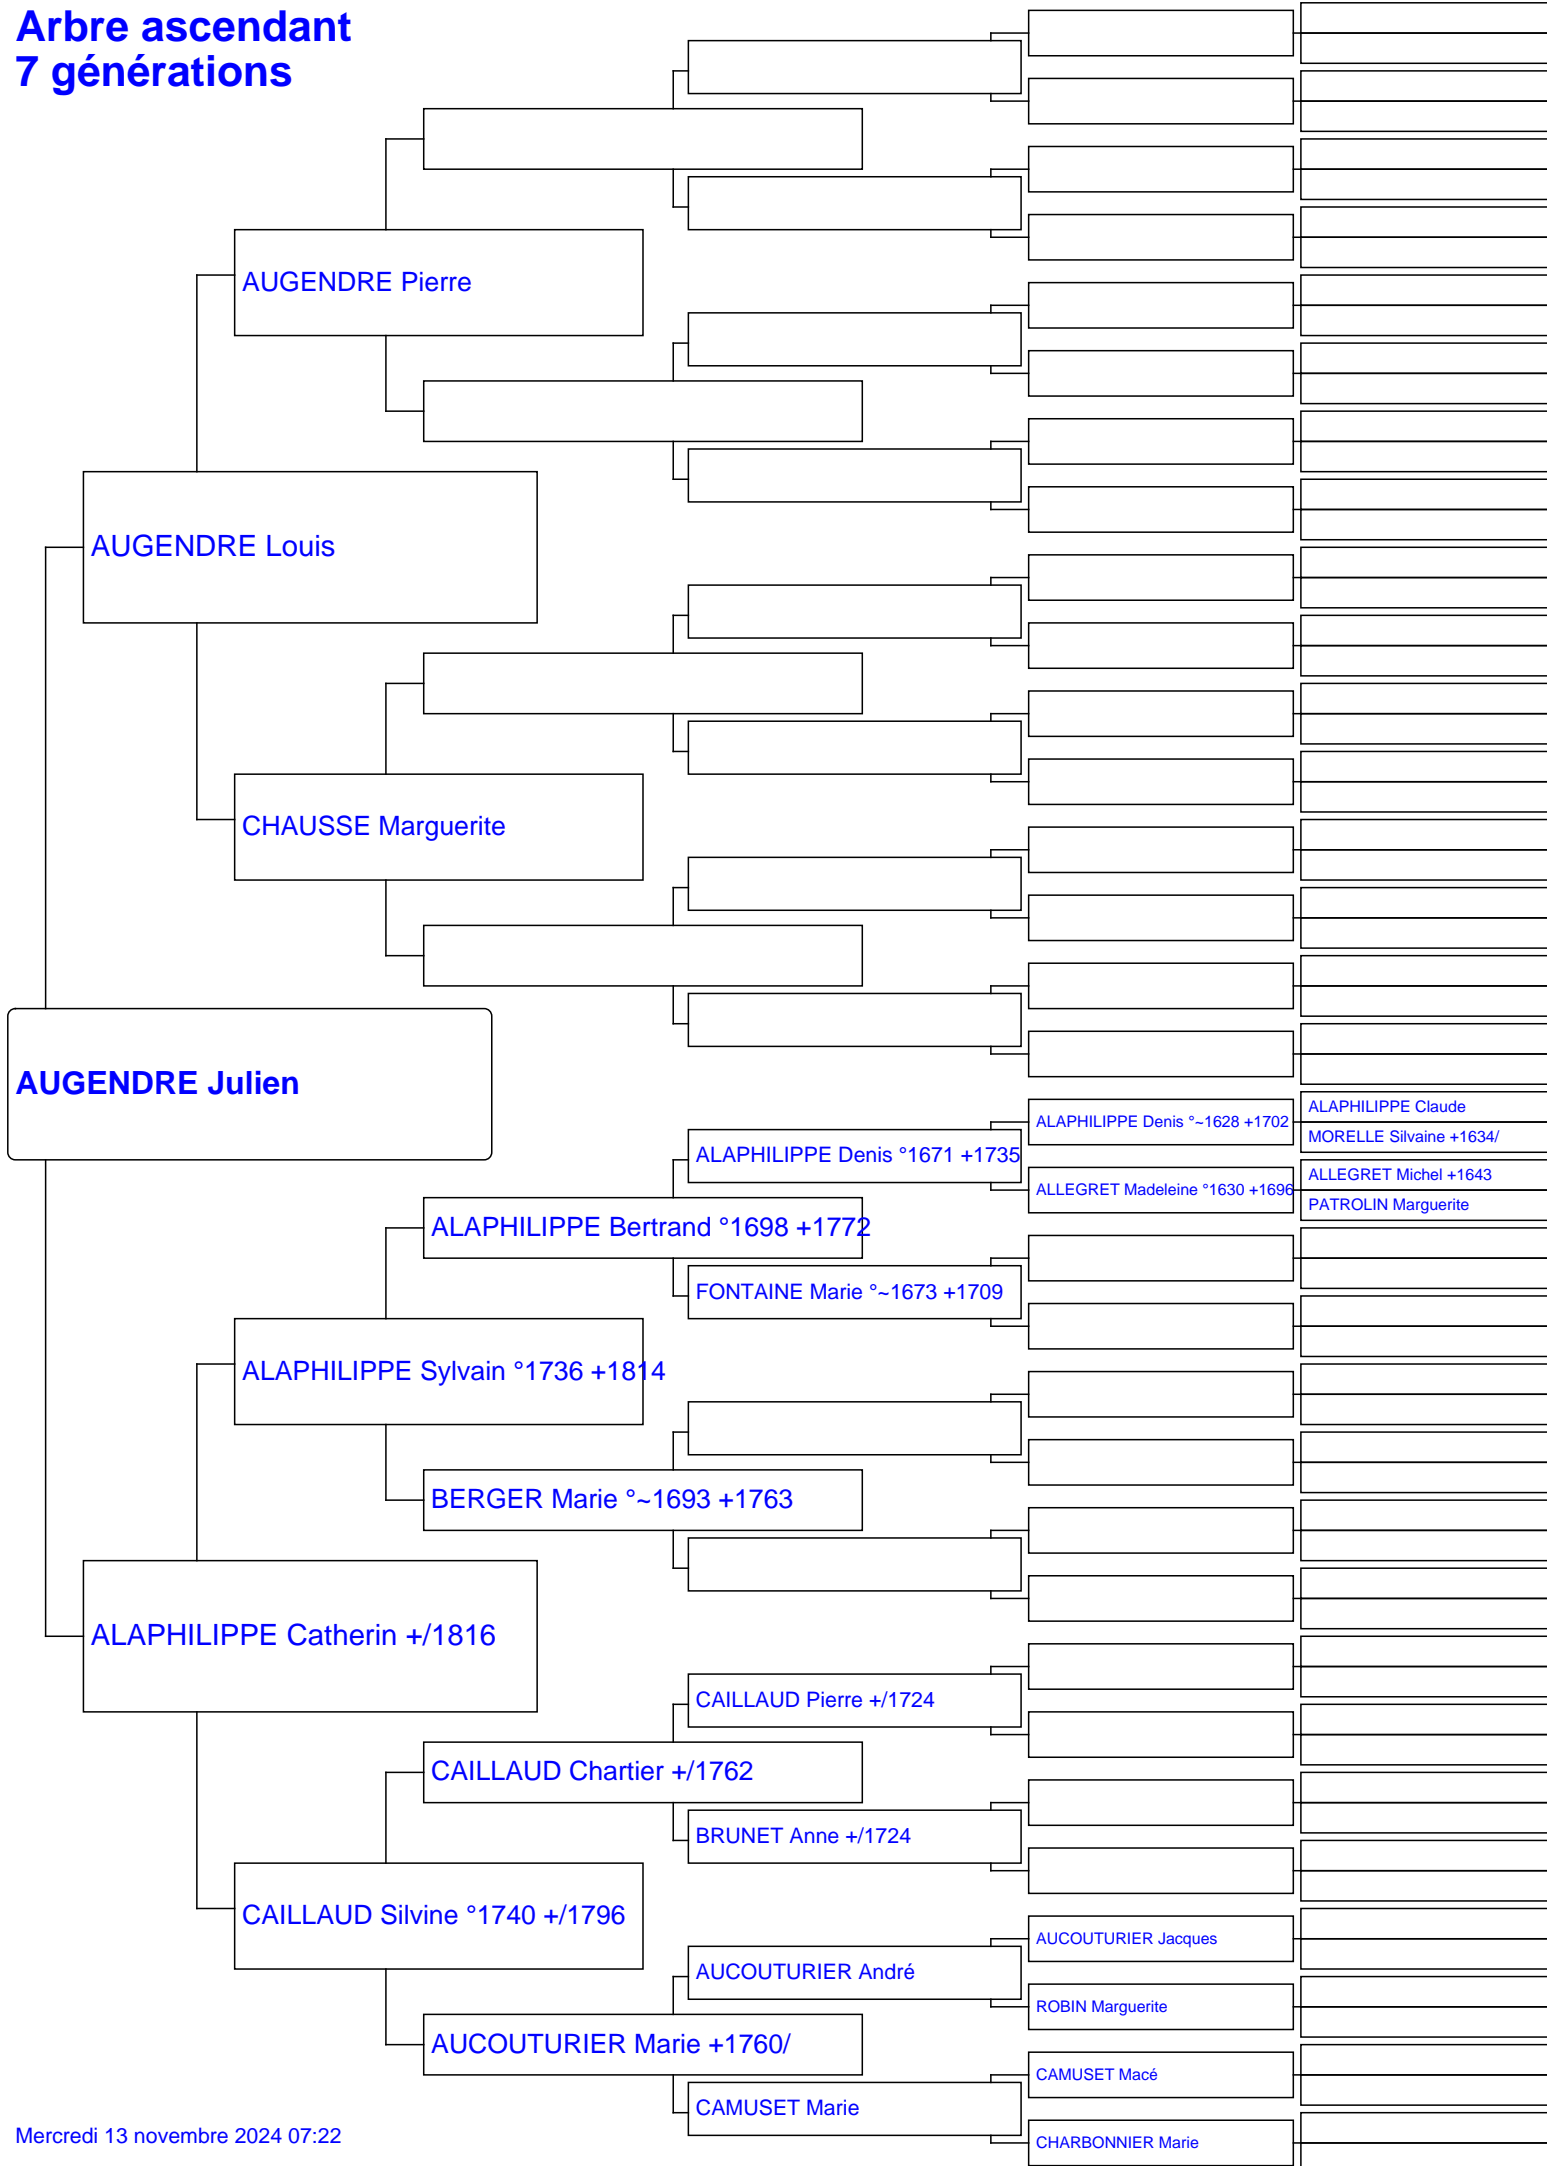 Arbre ascendant
7 générations
AUGENDRE Pierre
AUGENDRE Louis
CHAUSSE Marguerite
AUGENDRE Julien
ALAPHILIPPE Claude
ALAPHILIPPE Denis °~1628 +1702
MORELLE Silvaine +1634/
ALAPHILIPPE Denis °1671 +1735
ALLEGRET Michel +1643
ALLEGRET Madeleine °1630 +1696
PATROLIN Marguerite
ALAPHILIPPE Bertrand °1698 +1772
FONTAINE Marie °~1673 +1709
ALAPHILIPPE Sylvain °1736 +1814
BERGER Marie °~1693 +1763
ALAPHILIPPE Catherin +/1816
CAILLAUD Pierre +/1724
CAILLAUD Chartier +/1762
BRUNET Anne +/1724
CAILLAUD Silvine °1740 +/1796
AUCOUTURIER Jacques
AUCOUTURIER André
ROBIN Marguerite
AUCOUTURIER Marie +1760/
CAMUSET Macé
CAMUSET Marie
CHARBONNIER Marie
Mercredi 13 novembre 2024 07:22